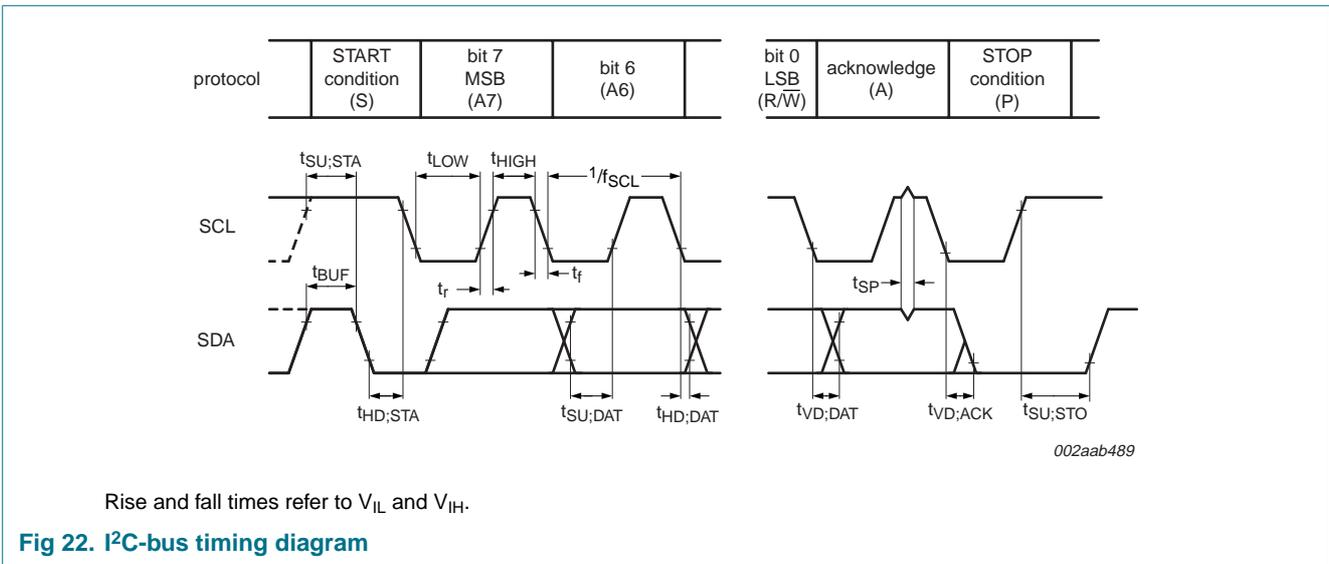 protocol
START
condition
(S)
bit 7
MSB
(A7)
bit 6
(A6)
bit 0
LSB
(R/W̅)
acknowledge
(A)
STOP
condition
(P)
tSU;STA
tLOW
tHIGH
1/fSCL
SCL
tBUF
tr
tf
tSP
SDA
tHD;STA
tSU;DAT
tHD;DAT
tVD;DAT
tVD;ACK
tSU;STO
002aab489
Rise and fall times refer to VIL and VIH.
Fig 22. I²C-bus timing diagram